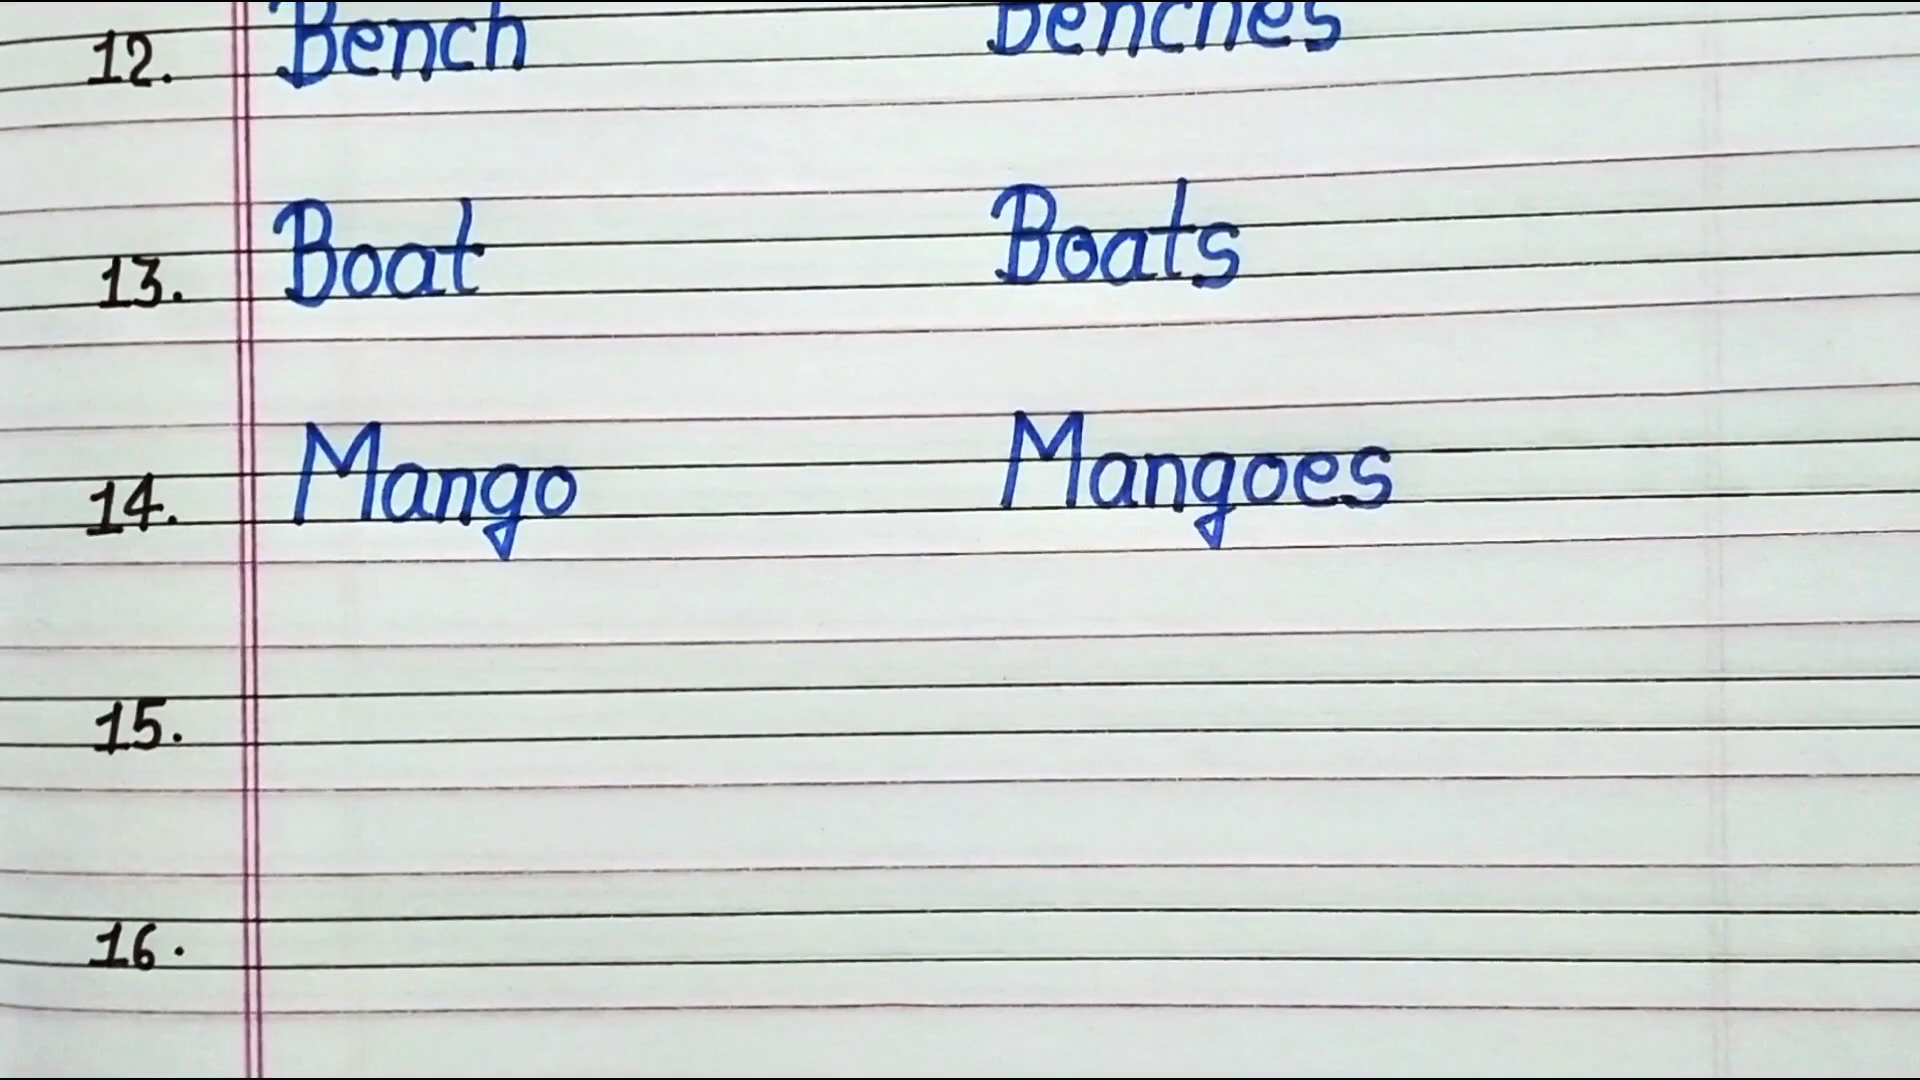 12. Bench Benches
13. Boat Boats
14. Mango Mangoes
15.
16.